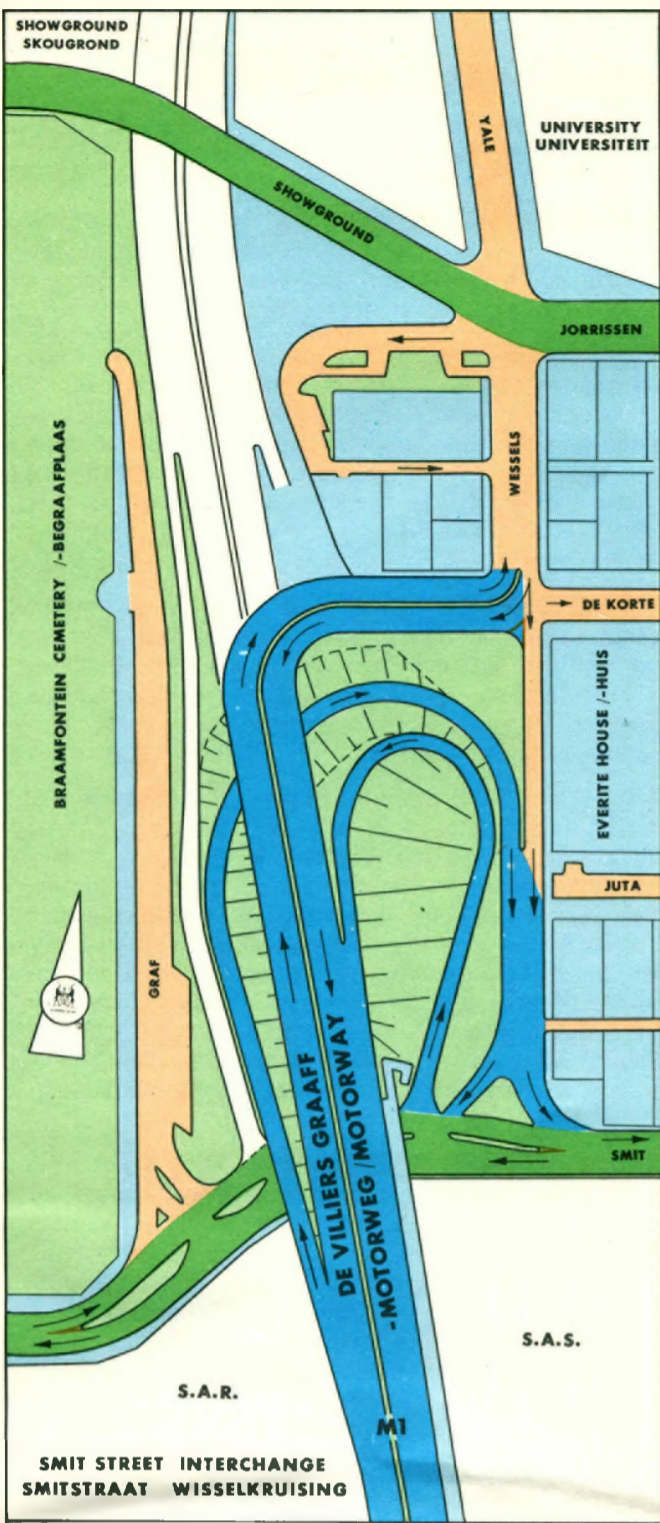 SHOWGROUND
SKOUGROND
YALE
UNIVERSITY
UNIVERSITEIT
SHOWGROUND
JORRISSEN
WESSELS
DE KORTE
BRAAMFONTEIN CEMETERY /-BEGRAAFPLAAS
EVERITE HOUSE /-HUIS
JUTA
GRAF
DE VILLIERS GRAAFF
-MOTORWEG /MOTORWAY
SMIT
S.A.S.
S.A.R.
M1
SMIT STREET INTERCHANGE
SMITSTRAAT WISSELKRUISING